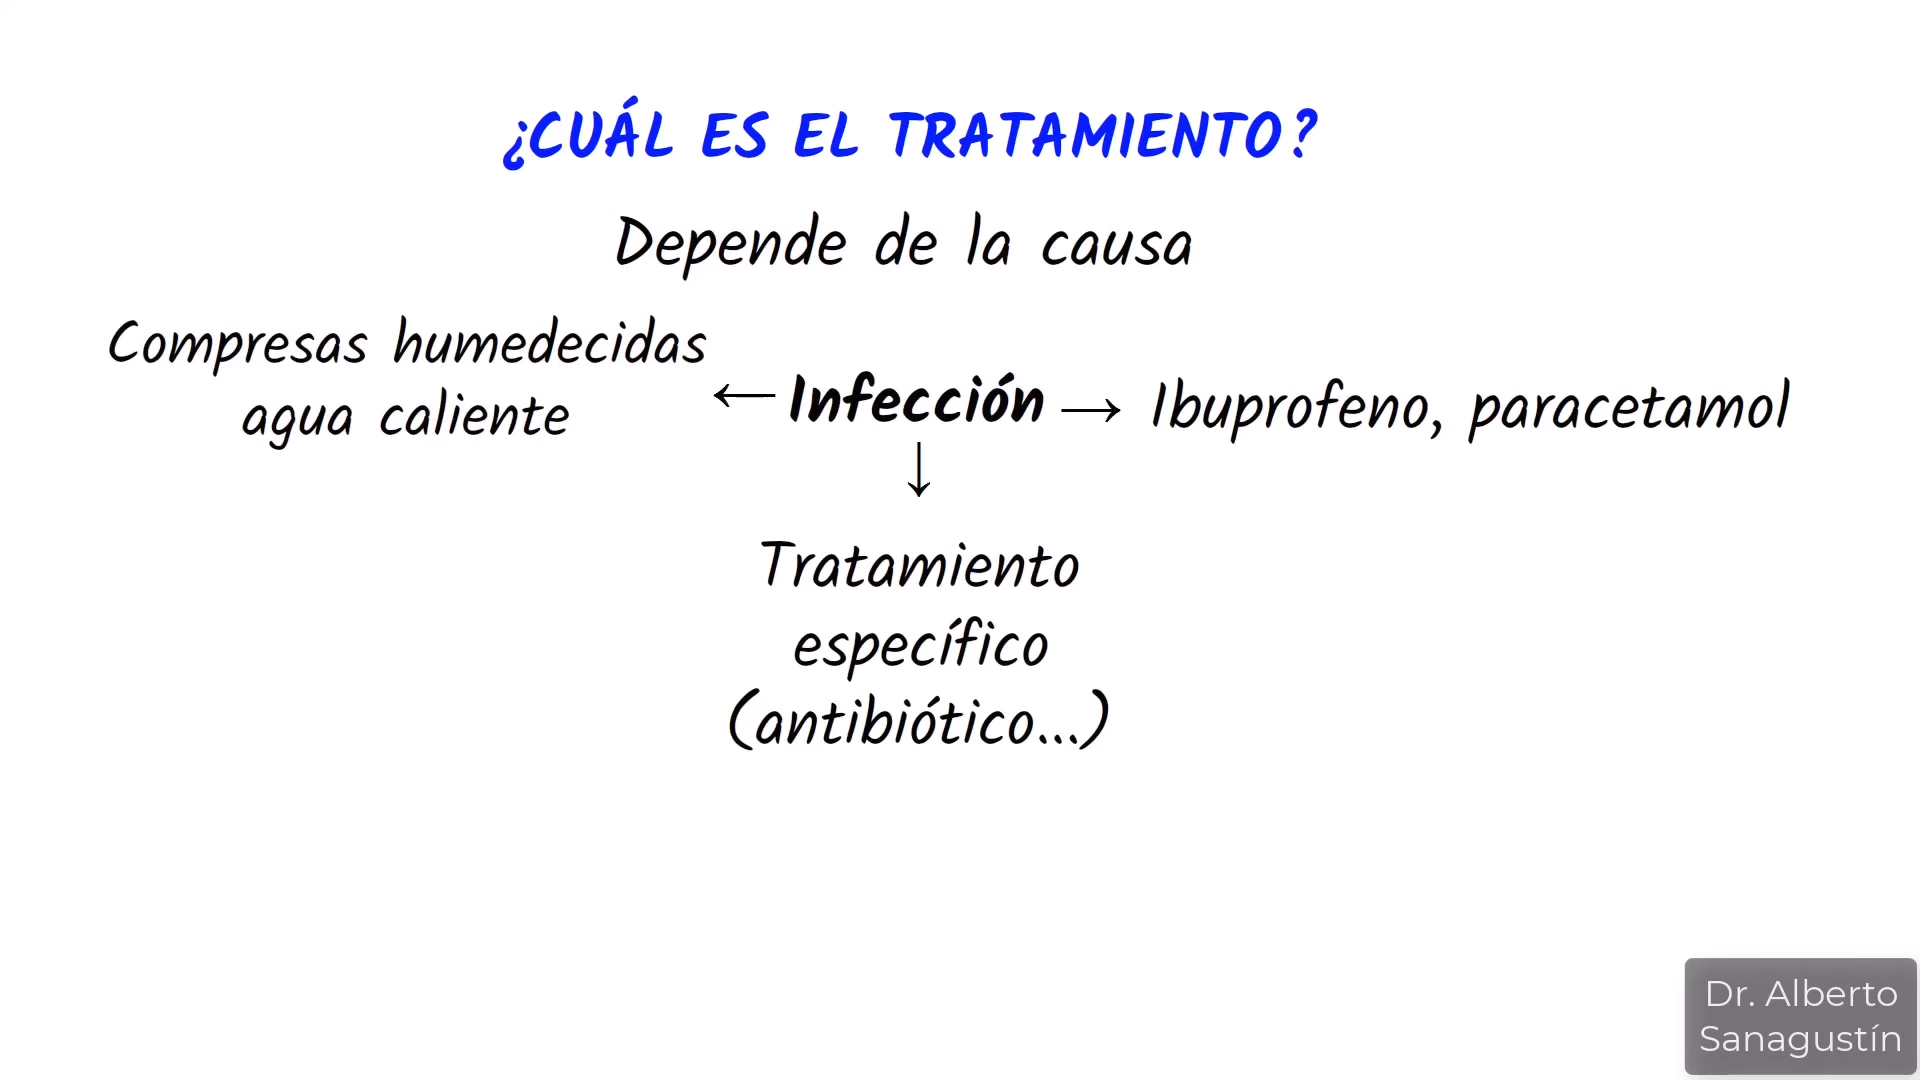 ¿CUÁL ES EL TRATAMIENTO?
Depende de la causa
Compresas humedecidas
agua caliente
← Infección →
Ibuprofeno, paracetamol
↓
Tratamiento
específico
(antibiótico...)
Dr. Alberto
Sanagustín